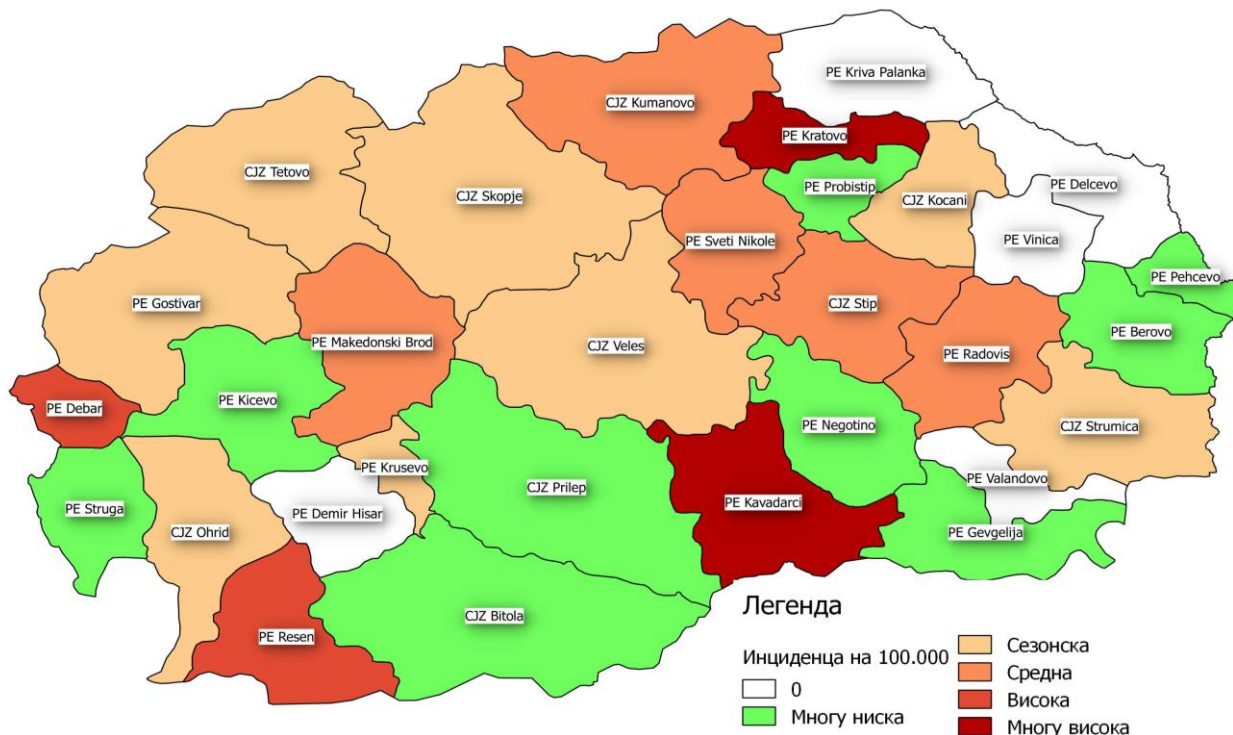 PE Kriva Palanka
CJZ Kumanovo
PE Kratovo
CJZ Tetovo
PE Probistip
PE Delcevo
CJZ Skopje
CJZ Kocani
PE Sveti Nikole
PE Vinica
PE Pehcevo
PE Gostivar
CJZ Stip
PE Berovo
PE Makedonski Brod
CJZ Veles
PE Radovis
PE Kicevo
PE Debar
PE Negotino
CJZ Strumica
PE Krusevo
PE Valandovo
CJZ Prilep
PE Kavadarci
PE Struga
PE Demir Hisar
CJZ Ohrid
PE Gevgelija
CJZ Bitola
PE Resen
Легенда
Инциденца на 100.000
0
Многу ниска
Сезонска
Средна
Висока
Многу висока